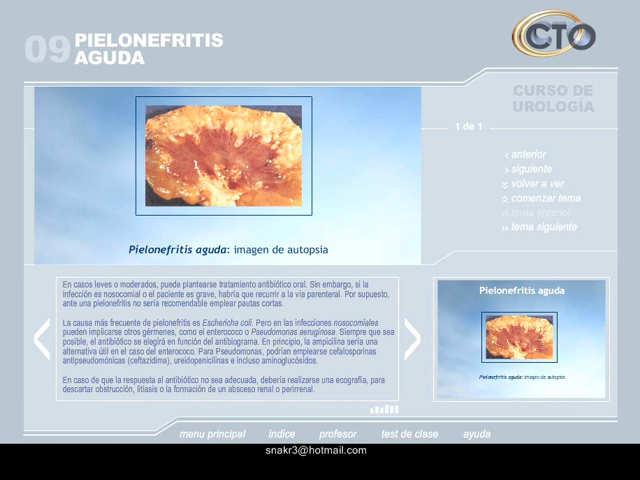 09 PIELONEFRITIS
AGUDA
CTO
CURSO DE
UROLOGÍA
1 de 1
‹ anterior
› siguiente
volver a ver
comenzar tema
tema anterior
›› tema siguiente
Pielonefritis aguda: imagen de autopsia
En casos leves o moderados, puede plantearse tratamiento antibiótico oral. Sin embargo, si la
infección es nosocomial o el paciente es grave, habría que recurrir a la vía parenteral. Por supuesto,
ante una pielonefritis no sería recomendable emplear pautas cortas.
La causa más frecuente de pielonefritis es Escherichia coli. Pero en las infecciones nosocomiales
pueden implicarse otros gérmenes, como el enterococo o Pseudomonas aeruginosa. Siempre que sea
posible, el antibiótico se elegirá en función del antibiograma. En principio, la ampicilina sería una
alternativa útil en el caso del enterococo. Para Pseudomonas, podrían emplearse cefalosporinas
antipseudomónicas (ceftazidima), ureidopenicilinas e incluso aminoglucósidos.
En caso de que la respuesta al antibiótico no sea adecuada, debería realizarse una ecografía, para
descartar obstrucción, litiasis o la formación de un absceso renal o perirrenal.
Pielonefritis aguda
Pielonefritis aguda: imagen de autopsia
menu principal
índice
profesor
test de clase
ayuda
snakr3@hotmail.com